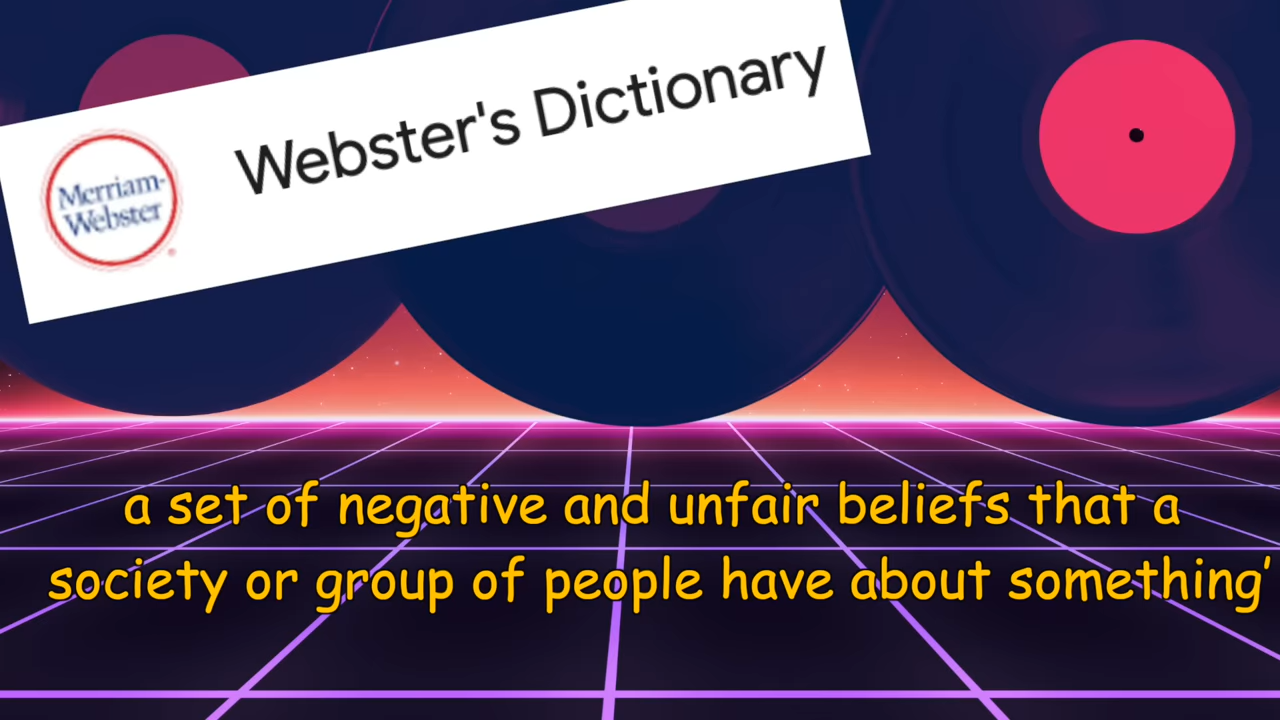 Merriam-
Webster
®
Webster's Dictionary
a set of negative and unfair beliefs that a
society or group of people have about something'